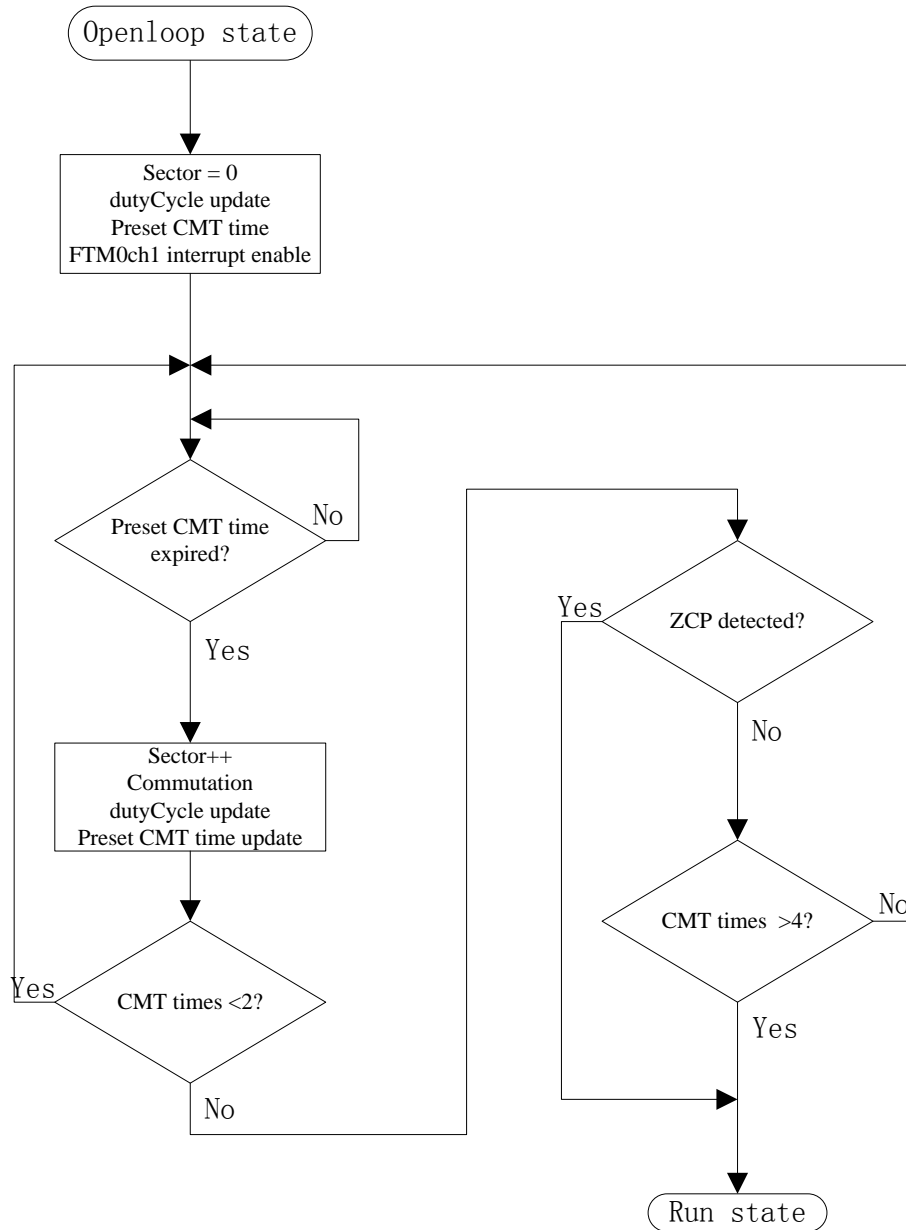 Openloop state
Sector = 0
dutyCycle update
Preset CMT time
FTM0ch1 interrupt enable
Preset CMT time
expired?
No
Yes
Sector++
Commutation
dutyCycle update
Preset CMT time update
CMT times <2?
Yes
No
ZCP detected?
Yes
No
CMT times >4?
No
Yes
Run state